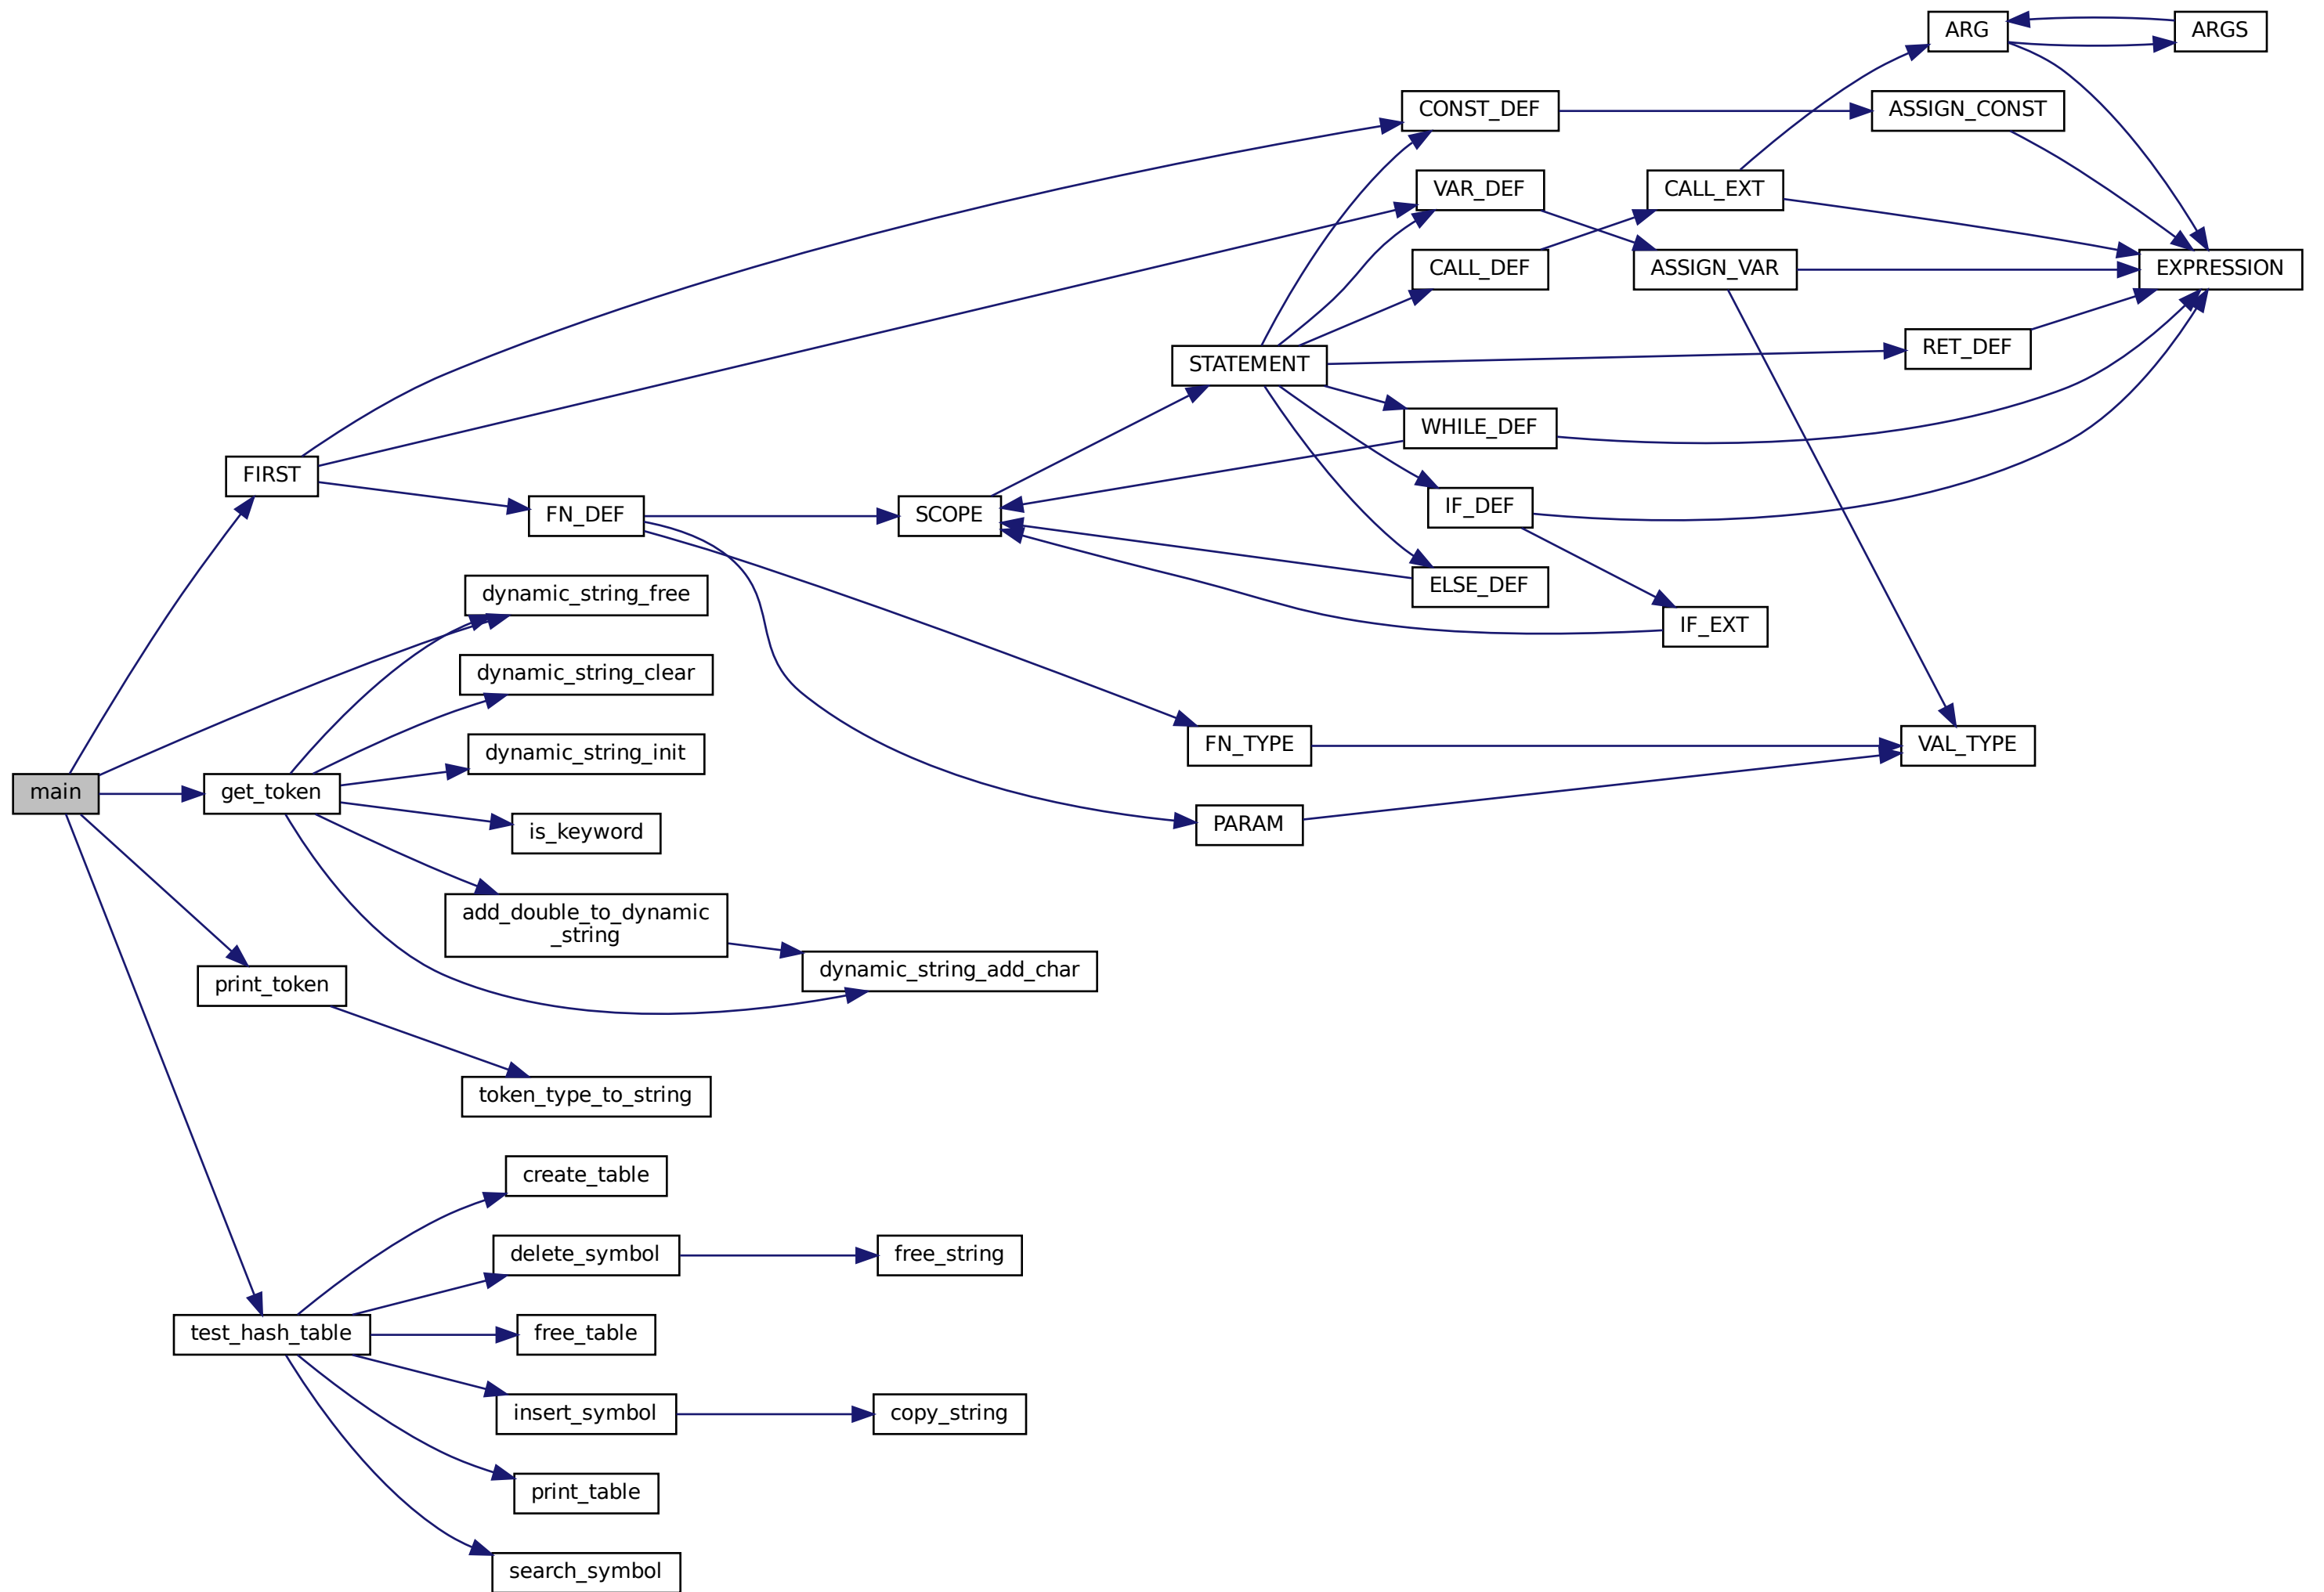 ARG
ARGS
CONST_DEF
ASSIGN_CONST
VAR_DEF
CALL_EXT
CALL_DEF
ASSIGN_VAR
EXPRESSION
RET_DEF
STATEMENT
WHILE_DEF
FIRST
FN_DEF
SCOPE
IF_DEF
dynamic_string_free
ELSE_DEF
IF_EXT
dynamic_string_clear
dynamic_string_init
FN_TYPE
VAL_TYPE
main
get_token
is_keyword
PARAM
add_double_to_dynamic
_string
dynamic_string_add_char
print_token
token_type_to_string
create_table
delete_symbol
free_string
test_hash_table
free_table
insert_symbol
copy_string
print_table
search_symbol